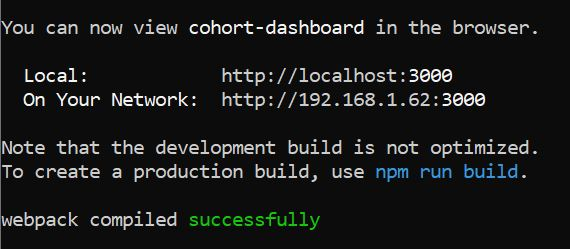 You can now view cohort-dashboard in the browser.
Local: http://localhost:3000
On Your Network: http://192.168.1.62:3000
Note that the development build is not optimized.
To create a production build, use npm run build.
webpack compiled successfully